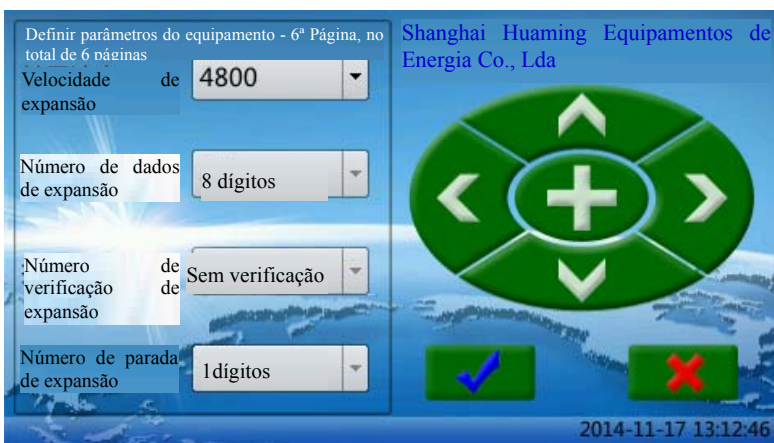 Definir parâmetros do equipamento - 6ª Página, no
total de 6 páginas
Velocidade de
expansão
4800
Número de dados
de expansão
8 dígitos
Número de
verificação de
expansão
Sem verificação
Número de parada
de expansão
1dígitos
Shanghai Huaming Equipamentos de
Energia Co., Lda
2014-11-17 13:12:46